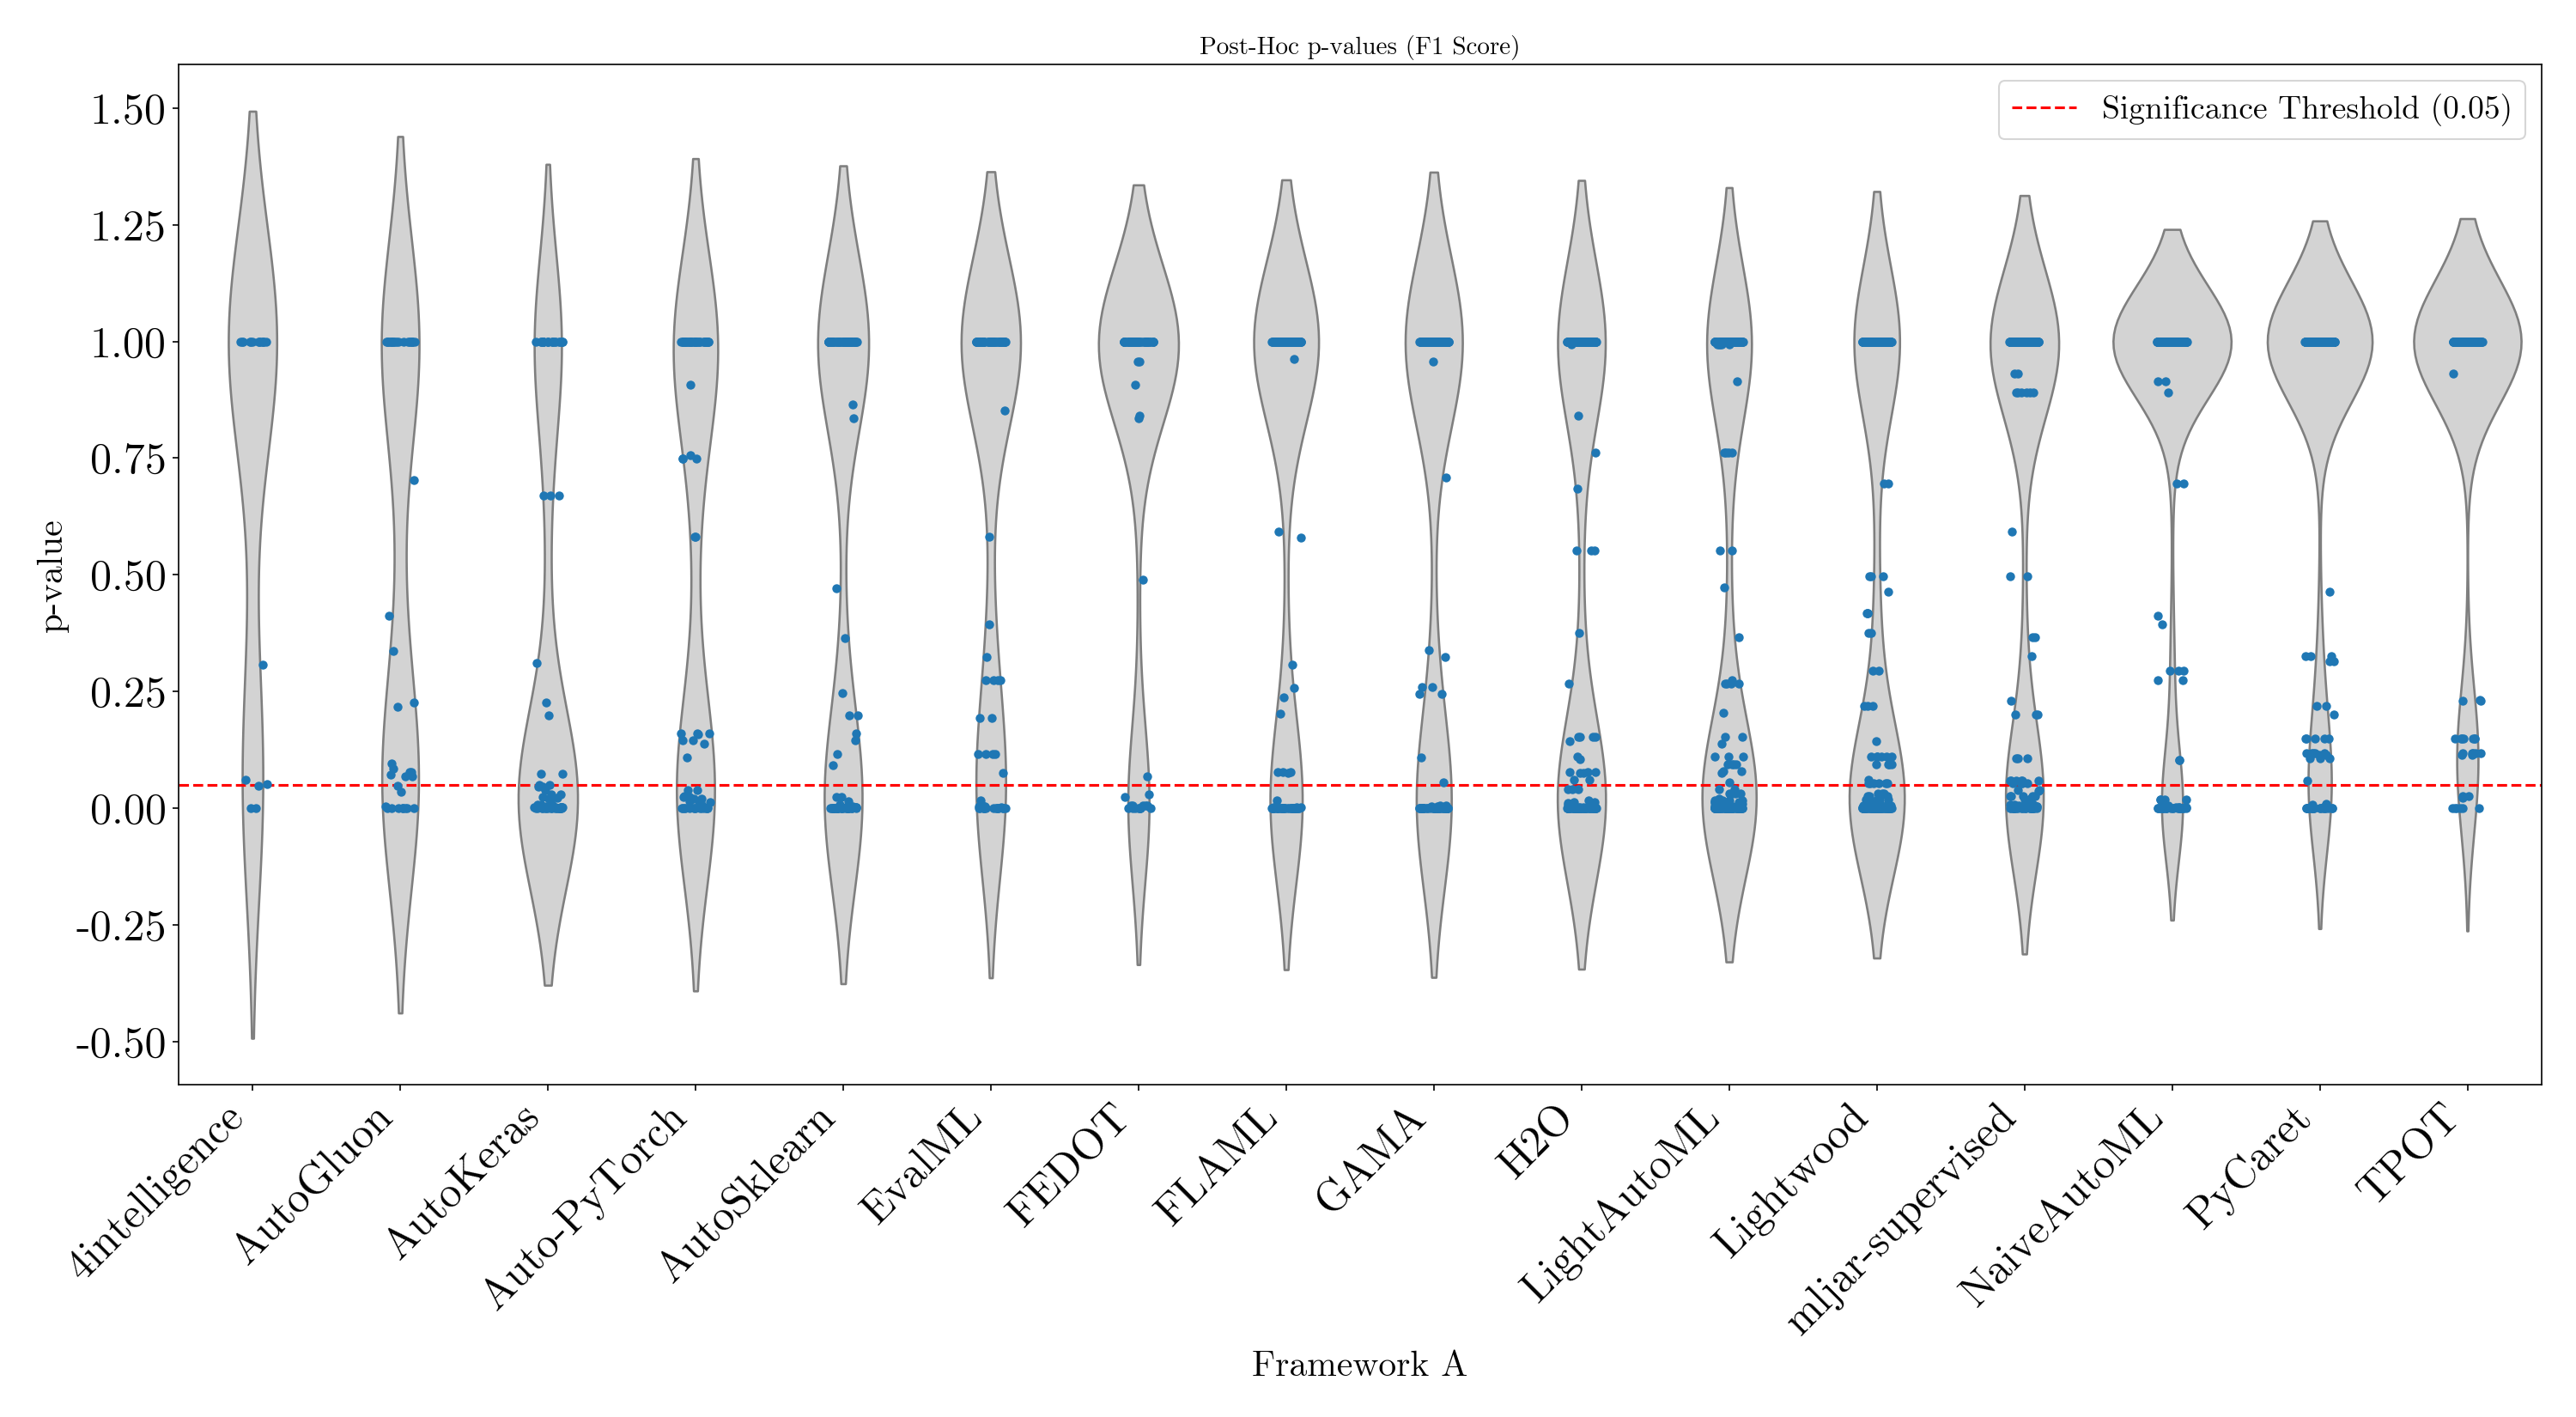 Post-Hoc p-values (F1 Score)
Significance Threshold (0.05)
1.50
1.25
1.00
0.75
0.50
0.25
0.00
-0.25
-0.50
p-value
4intelligence
AutoGluon
AutoKeras
Auto-PyTorch
AutoSklearn
EvalML
FEDOT
FLAML
GAMA
H2O
LightAutoML
Lightwood
mljar-supervised
NaiveAutoML
PyCaret
TPOT
Framework A